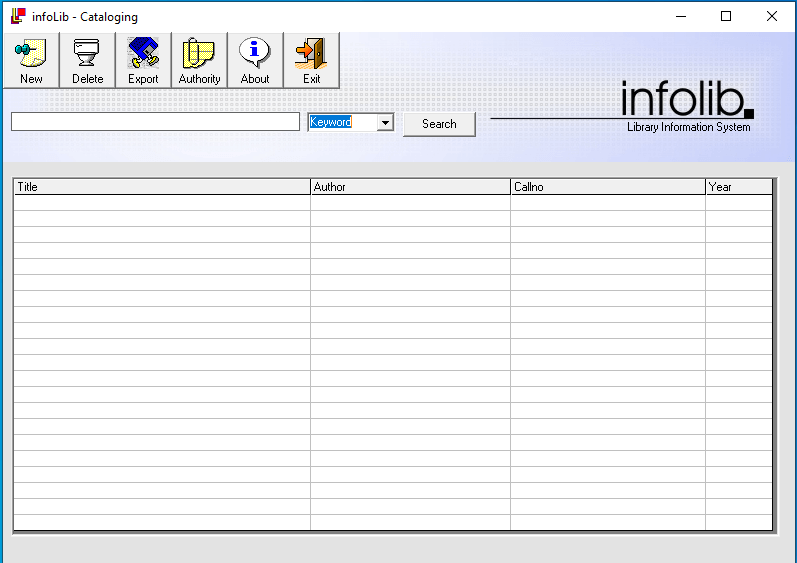 infoLib - Cataloging
New Delete Export Authority About Exit
infolib.
Keyword Search
Library Information System
Title Author Callno Year